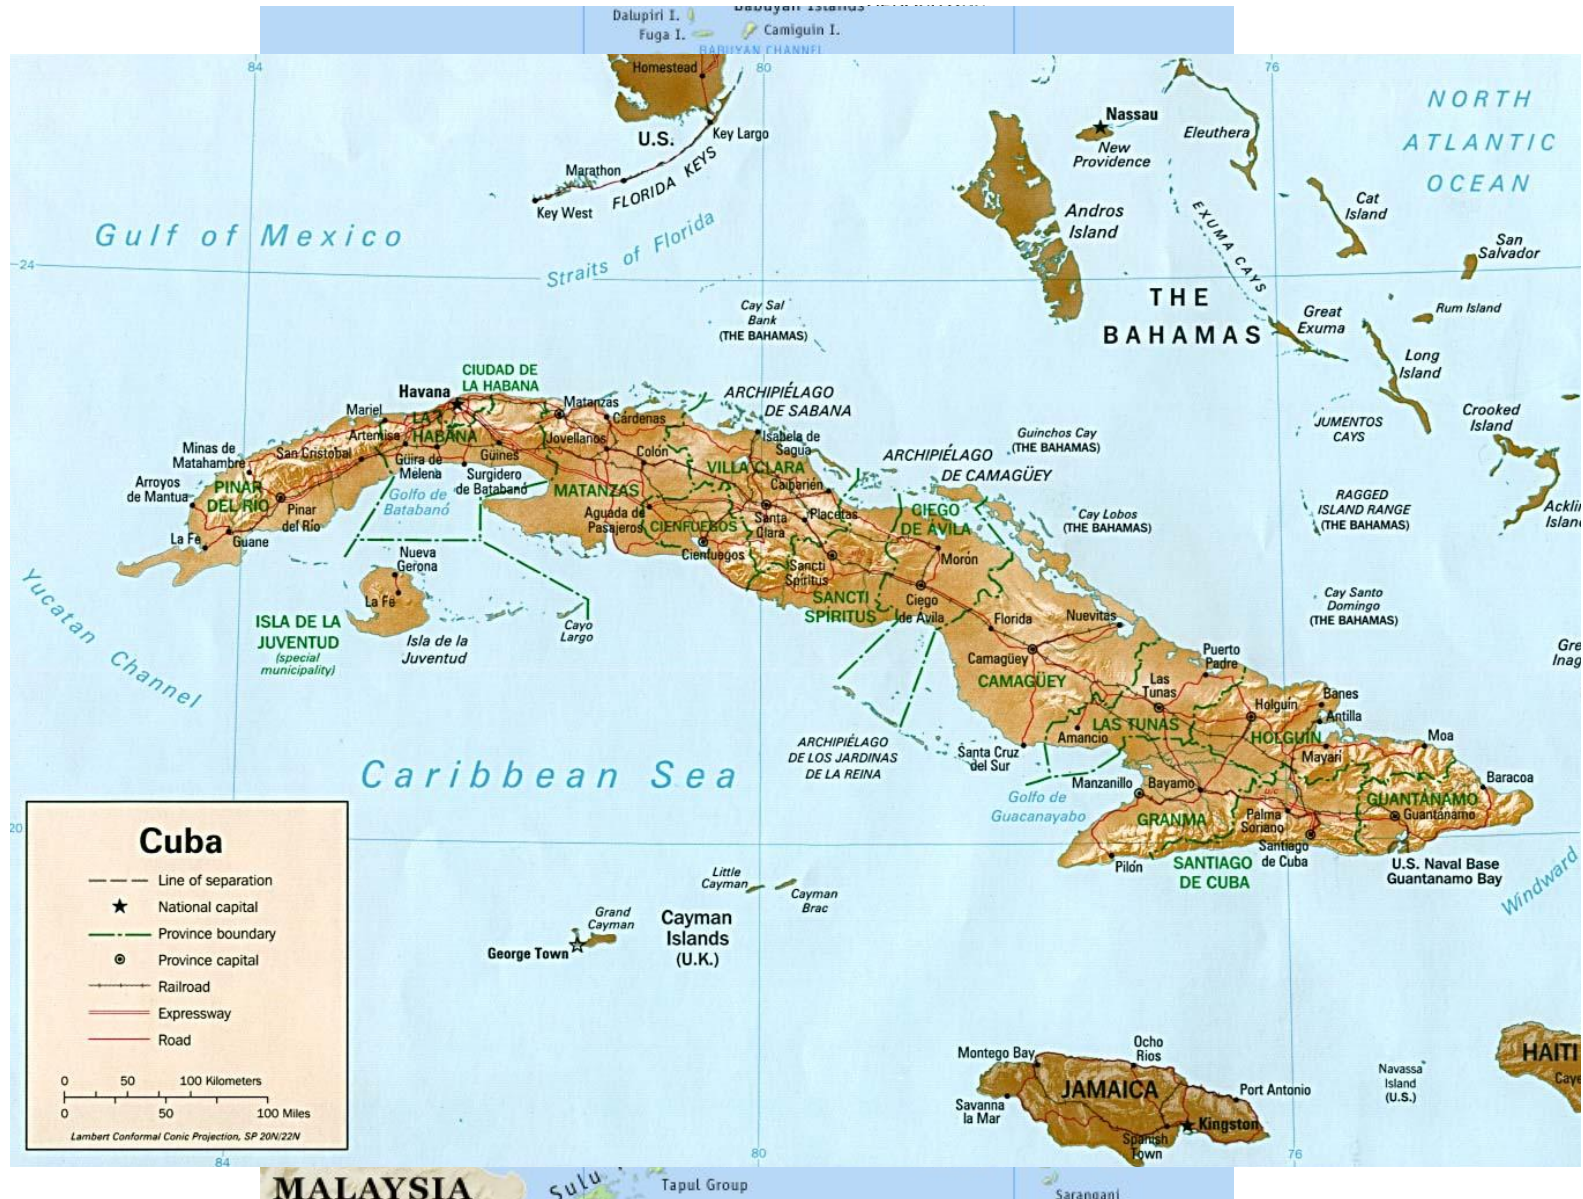 Dalupiri I.
Fuga I.
Camiguin I.
84
80
76
Homestead
U.S.
Key Largo
Marathon
FLORIDA KEYS
Key West
Nassau
New
Providence
Eleuthera
NORTH
ATLANTIC
OCEAN
Gulf of Mexico
Straits of Florida
Andros
Island
EXUMA CAYS
Cat
Island
San
Salvador
24
Cay Sal
Bank
(THE BAHAMAS)
THE
BAHAMAS
Great
Exuma
Rum Island
Long
Island
Havana
CIUDAD DE
LA HABANA
Mariel
LA
HABANA
Matanzas
Cárdenas
ARCHIPIÉLAGO
DE SABANA
JUMENTOS
CAYS
Crooked
Island
Minas de
Matahambre
Artemisa
San Cristobal
Güira de
Melena
Güines
Jovellanos
Colón
Isabela de
Sagua
Guinchos Cay
(THE BAHAMAS)
Arroyos
de Mantua
PINAR
DEL RÍO
Pinar
del Río
Golfo de
Batabanó
Surgidero
de Batabanó
MATANZAS
VILLA CLARA
Caibarién
ARCHIPIÉLAGO
DE CAMAGÜEY
RAGGED
ISLAND RANGE
(THE BAHAMAS)
La Fe
Guane
Aguada de
Pasajeros
CIENFUEGOS
Cienfuegos
Santa
Clara
Placetas
CIEGO
DE ÁVILA
Cay Lobos
(THE BAHAMAS)
Nueva
Gerona
La Fe
Sancti
Spíritus
SANCTI
SPÍRITUS
Morón
Ciego
de Ávila
Yucatan Channel
ISLA DE LA
JUVENTUD
(special
municipality)
Isla de la
Juventud
Cayo
Largo
Florida
Nuevitas
Cay Santo
Domingo
(THE BAHAMAS)
Camagüey
CAMAGÜEY
Puerto
Padre
Las
Tunas
LAS TUNAS
Amancio
Holguín
HOLGUÍN
Banes
Antilla
Mayarí
Moa
Caribbean Sea
ARCHIPIÉLAGO
DE LOS JARDINAS
DE LA REINA
Santa Cruz
del Sur
Golfo de
Guacanayabo
Manzanillo
Bayamo
GRANMA
Pilón
Palma
Soriano
Santiago
de Cuba
SANTIAGO
DE CUBA
GUANTÁNAMO
Guantánamo
Baracoa
U.S. Naval Base
Guantanamo Bay
Windward
20
Cuba
Line of separation
National capital
Province boundary
Province capital
Railroad
Expressway
Road
0 50 100 Kilometers
0 50 100 Miles
Lambert Conformal Conic Projection, SP 20N/22N
Little
Cayman
Cayman
Brac
Grand
Cayman
George Town
Cayman
Islands
(U.K.)
Montego Bay
Ocho
Rios
JAMAICA
Port Antonio
Savanna
la Mar
Spanish
Town
Kingston
Navassa
Island
(U.S.)
HAITI
84
80
76
MALAYSIA
Sulu
Tapul Group